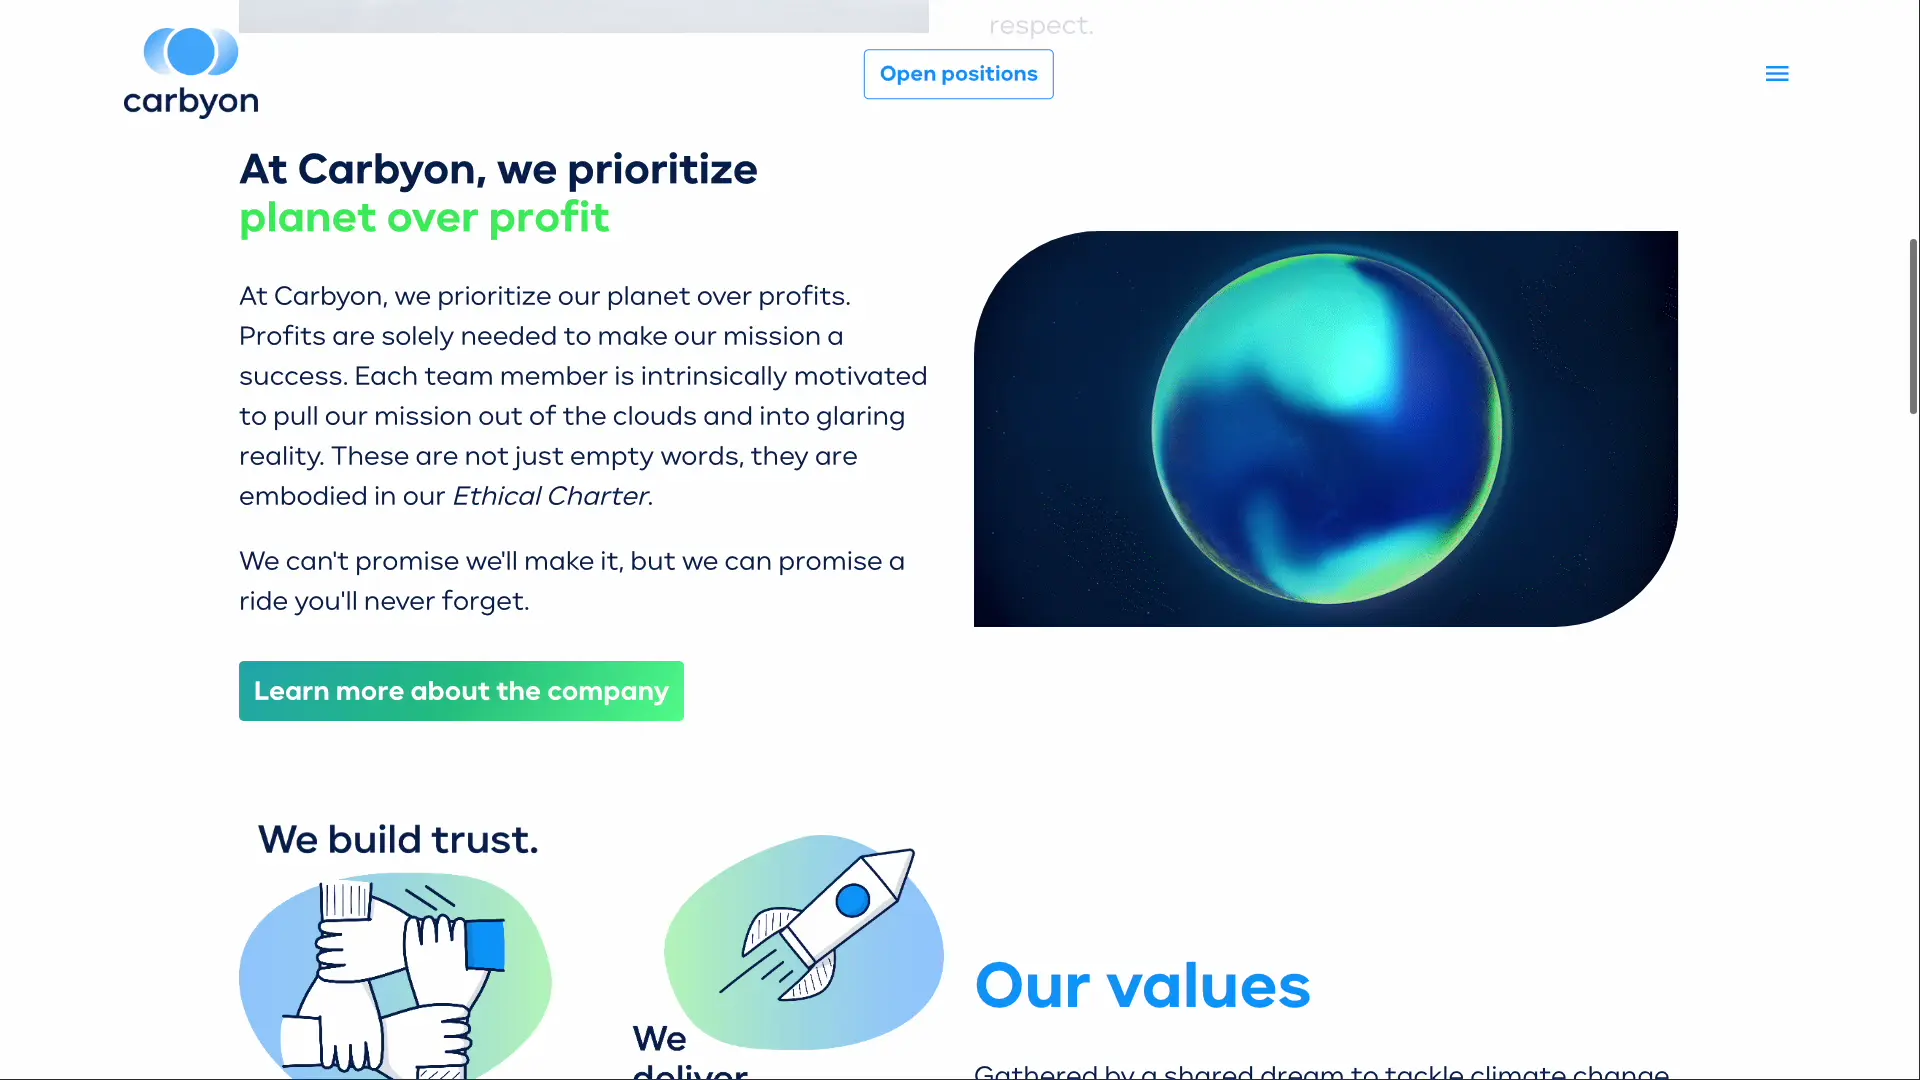 respect.
carbyon
Open positions
At Carbyon, we prioritize
planet over profit
At Carbyon, we prioritize our planet over profits.
Profits are solely needed to make our mission a
success. Each team member is intrinsically motivated
to pull our mission out of the clouds and into glaring
reality. These are not just empty words, they are
embodied in our Ethical Charter.
We can't promise we'll make it, but we can promise a
ride you'll never forget.
Learn more about the company
We build trust.
We
deliver
Our values
Gathered by a shared dream to tackle climate change